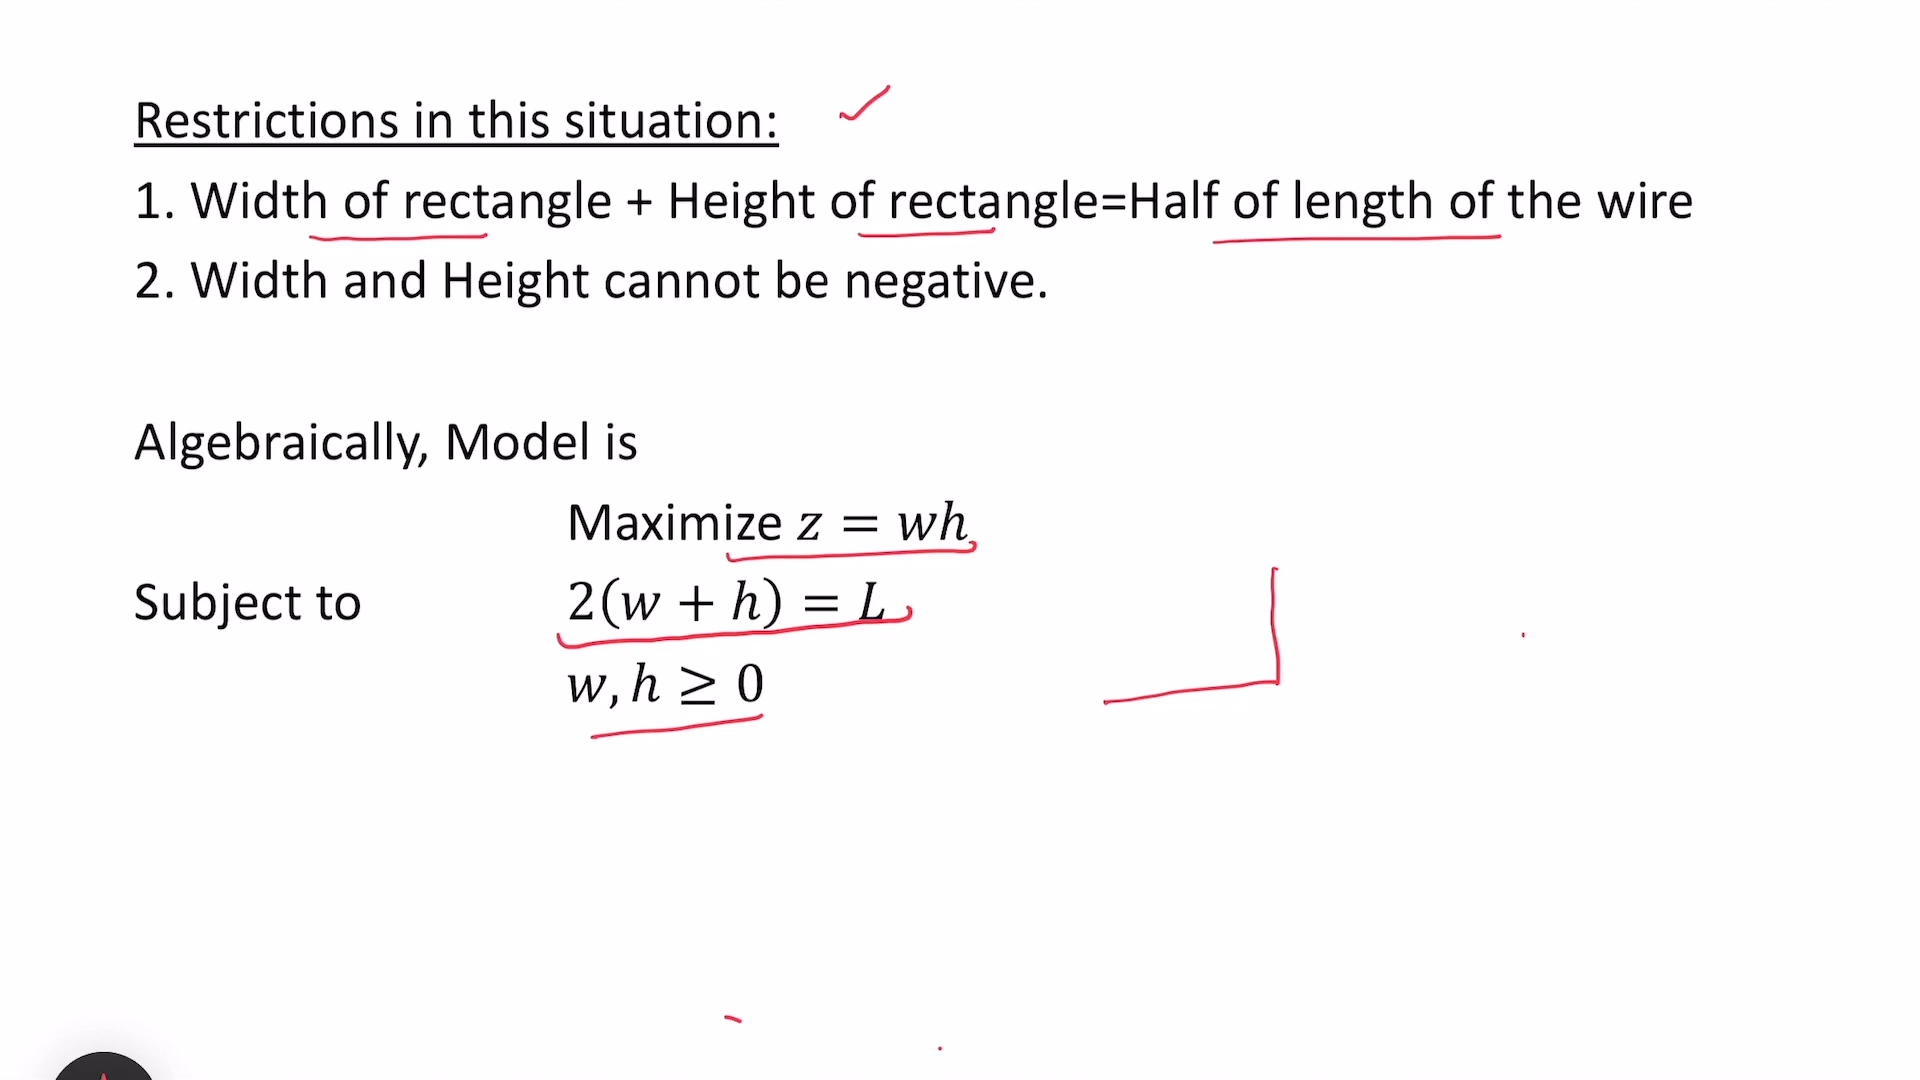 Restrictions in this situation:
1. Width of rectangle + Height of rectangle=Half of length of the wire
2. Width and Height cannot be negative.
Algebraically, Model is
Maximize z = wh
Subject to 2(w + h) = L
w, h ≥ 0